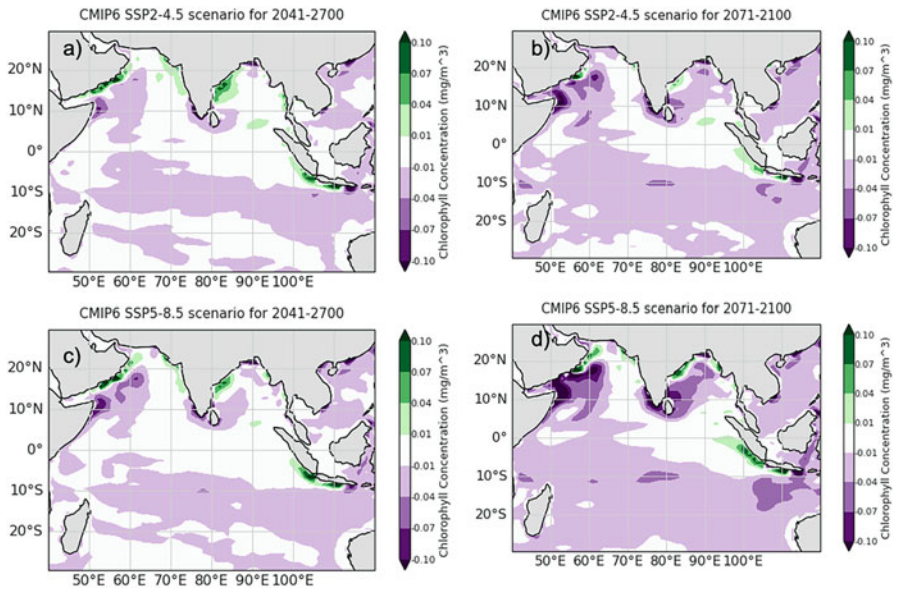 CMIP6 SSP2-4.5 scenario for 2041-2700
a)
20°N
10°N
0°
10°S
20°S
50°E 60°E 70°E 80°E 90°E 100°E
0.10
0.07
0.04
0.01
-0.01
-0.04
-0.07
-0.10
Chlorophyll Concentration (mg/m^3)
CMIP6 SSP2-4.5 scenario for 2071-2100
b)
20°N
10°N
0°
10°S
20°S
50°E 60°E 70°E 80°E 90°E 100°E
0.10
0.07
0.04
0.01
-0.01
-0.04
-0.07
-0.10
Chlorophyll Concentration (mg/m^3)
CMIP6 SSP5-8.5 scenario for 2041-2700
c)
20°N
10°N
0°
10°S
20°S
50°E 60°E 70°E 80°E 90°E 100°E
0.10
0.07
0.04
0.01
-0.01
-0.04
-0.07
-0.10
Chlorophyll Concentration (mg/m^3)
CMIP6 SSP5-8.5 scenario for 2071-2100
d)
20°N
10°N
0°
10°S
20°S
50°E 60°E 70°E 80°E 90°E 100°E
0.10
0.07
0.04
0.01
-0.01
-0.04
-0.07
-0.10
Chlorophyll Concentration (mg/m^3)